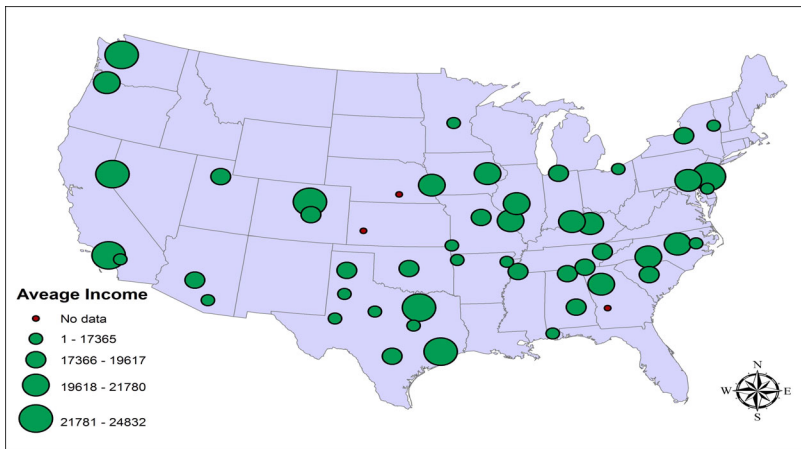 Aveage Income
No data
1 - 17365
17366 - 19617
19618 - 21780
21781 - 24832
N
W E
S